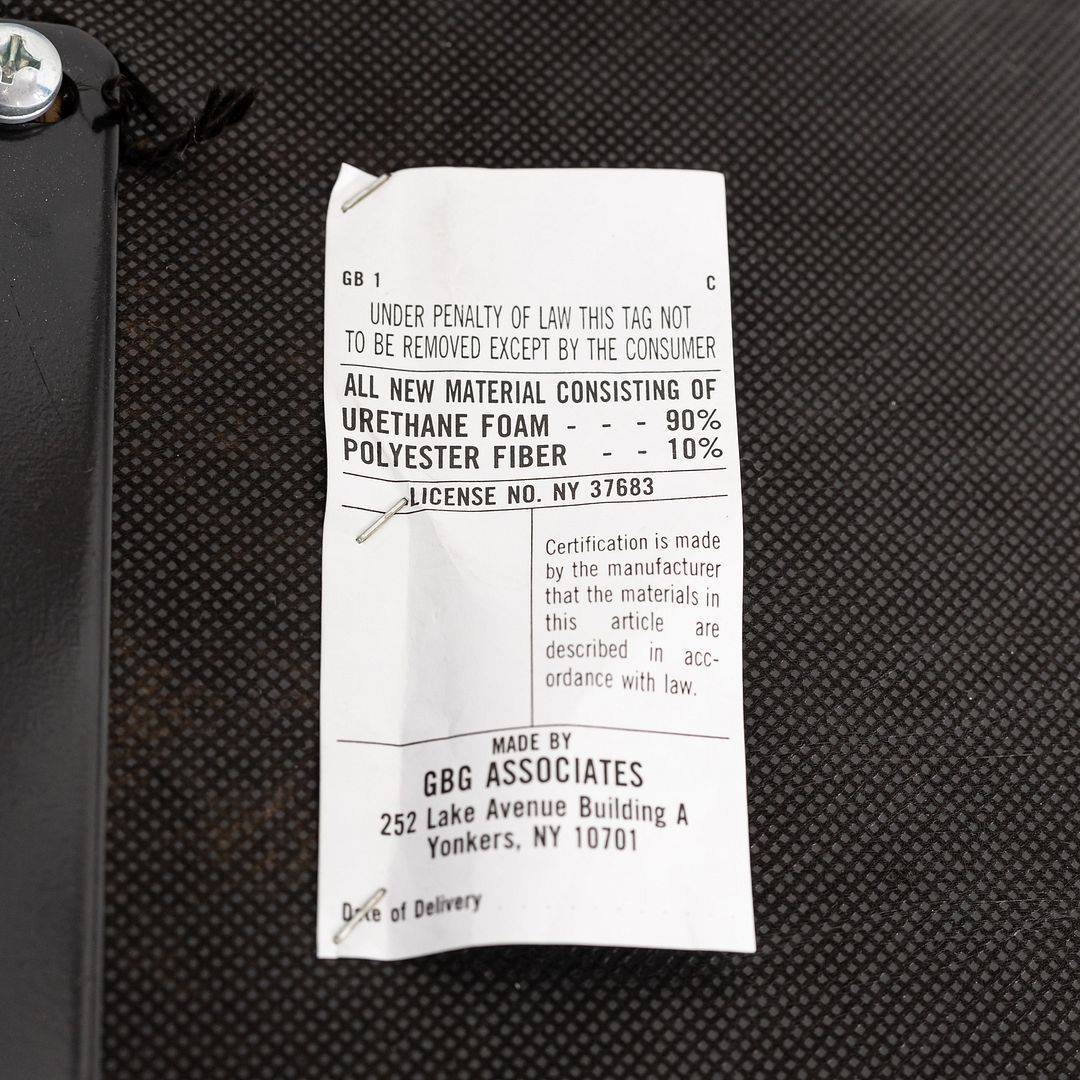 GB 1 C
UNDER PENALTY OF LAW THIS TAG NOT
TO BE REMOVED EXCEPT BY THE CONSUMER
ALL NEW MATERIAL CONSISTING OF
URETHANE FOAM - - - 90%
POLYESTER FIBER - - 10%
LICENSE NO. NY 37683
Certification is made
by the manufacturer
that the materials in
this article are
described in acc-
ordance with law.
MADE BY
GBG ASSOCIATES
252 Lake Avenue Building A
Yonkers, NY 10701
Date of Delivery